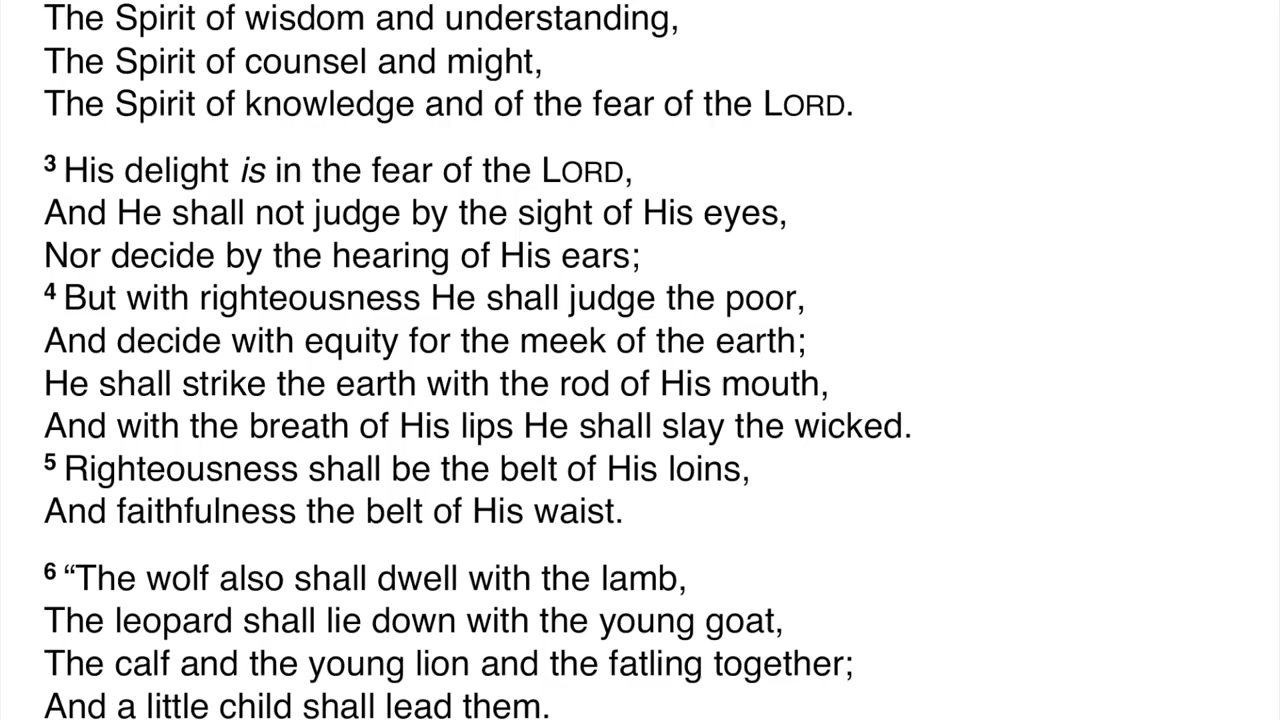 The Spirit of wisdom and understanding,
The Spirit of counsel and might,
The Spirit of knowledge and of the fear of the LORD.
3 His delight is in the fear of the LORD,
And He shall not judge by the sight of His eyes,
Nor decide by the hearing of His ears;
4 But with righteousness He shall judge the poor,
And decide with equity for the meek of the earth;
He shall strike the earth with the rod of His mouth,
And with the breath of His lips He shall slay the wicked.
5 Righteousness shall be the belt of His loins,
And faithfulness the belt of His waist.
6 “The wolf also shall dwell with the lamb,
The leopard shall lie down with the young goat,
The calf and the young lion and the fatling together;
And a little child shall lead them.